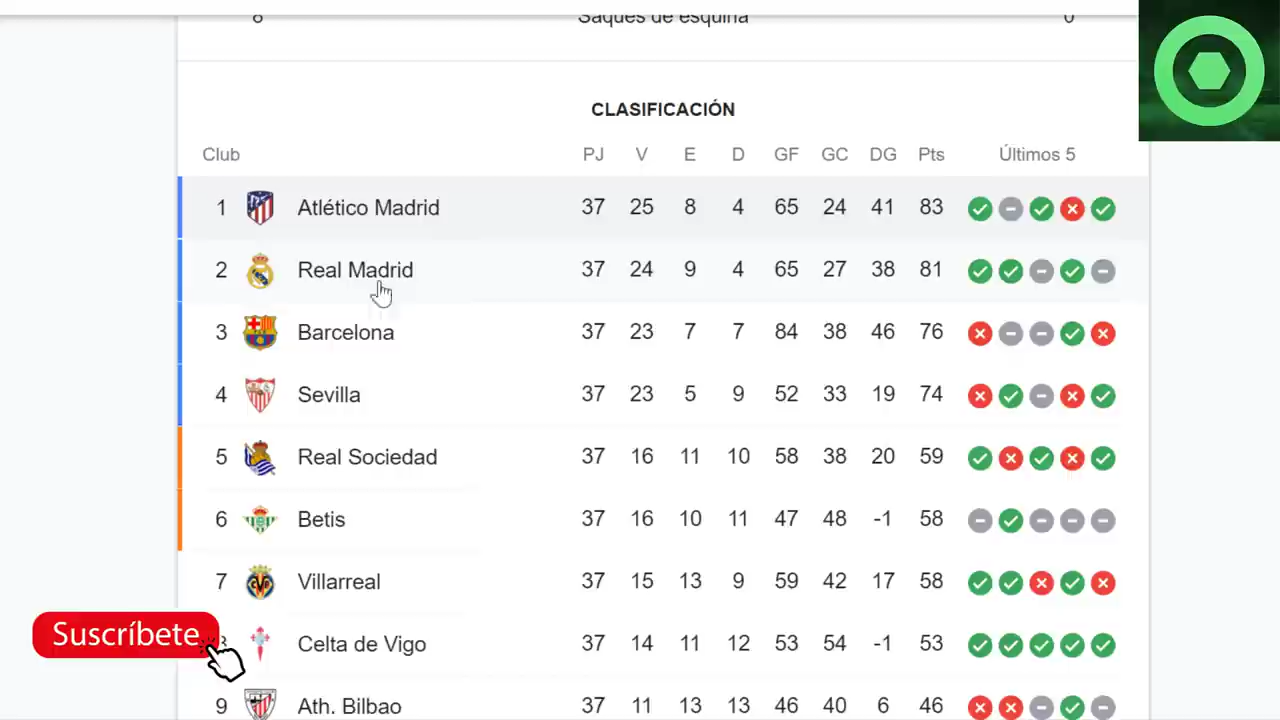 8 Saques de esquina 0
CLASIFICACIÓN
Club PJ V E D GF GC DG Pts Últimos 5
1 Atlético Madrid 37 25 8 4 65 24 41 83
2 Real Madrid 37 24 9 4 65 27 38 81
3 Barcelona 37 23 7 7 84 38 46 76
4 Sevilla 37 23 5 9 52 33 19 74
5 Real Sociedad 37 16 11 10 58 38 20 59
6 Betis 37 16 10 11 47 48 -1 58
7 Villarreal 37 15 13 9 59 42 17 58
8 Celta de Vigo 37 14 11 12 53 54 -1 53
9 Ath. Bilbao 37 11 13 13 46 40 6 46
Suscríbete